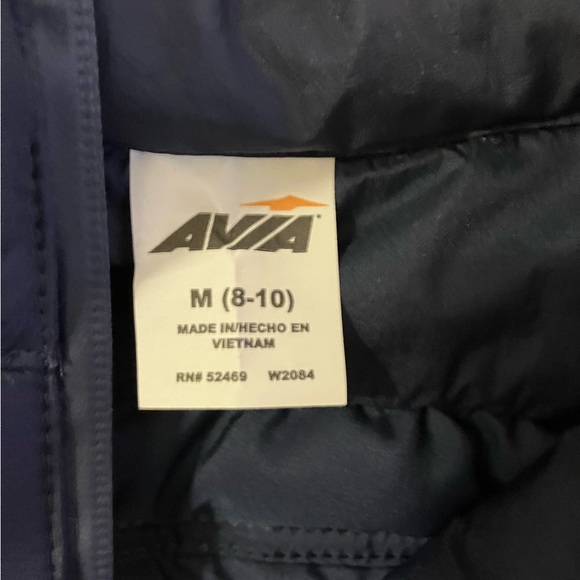 AVIA
M (8-10)
MADE IN/HECHO EN
VIETNAM
RN# 52469 W2084